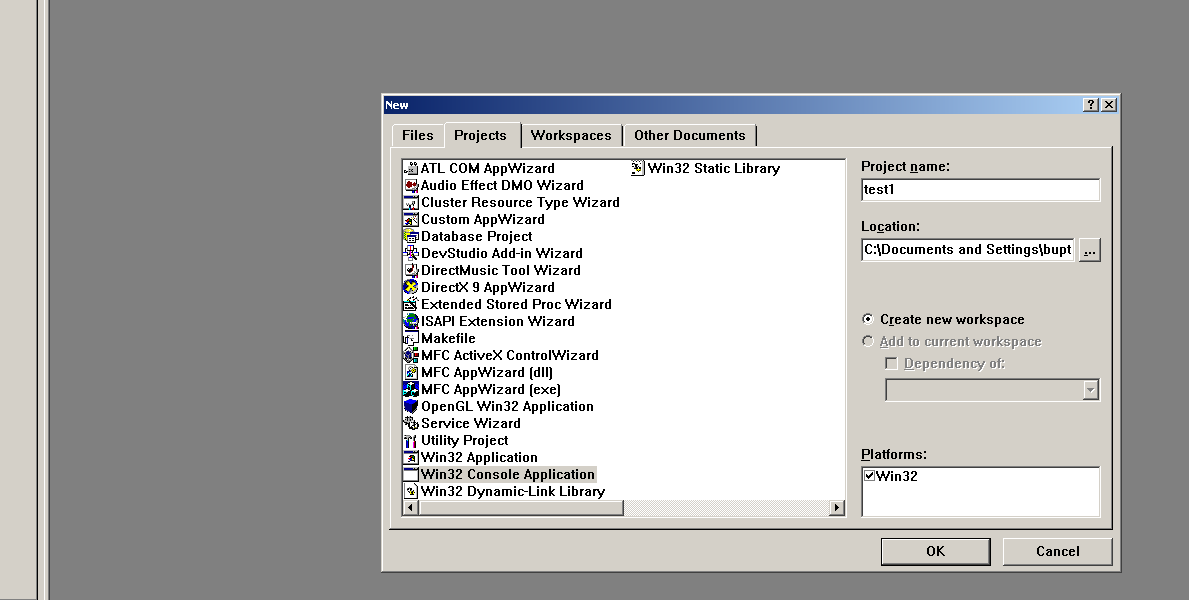 New
Files Projects Workspaces Other Documents
ATL COM AppWizard
Audio Effect DMO Wizard
Cluster Resource Type Wizard
Custom AppWizard
Database Project
DevStudio Add-in Wizard
DirectMusic Tool Wizard
DirectX 9 AppWizard
Extended Stored Proc Wizard
ISAPI Extension Wizard
Makefile
MFC ActiveX ControlWizard
MFC AppWizard (dll)
MFC AppWizard (exe)
OpenGL Win32 Application
Service Wizard
Utility Project
Win32 Application
Win32 Console Application
Win32 Dynamic-Link Library
Win32 Static Library
Project name:
test1
Location:
C:\Documents and Settings\bupt
...
Create new workspace
Add to current workspace
Dependency of:
Platforms:
Win32
OK Cancel